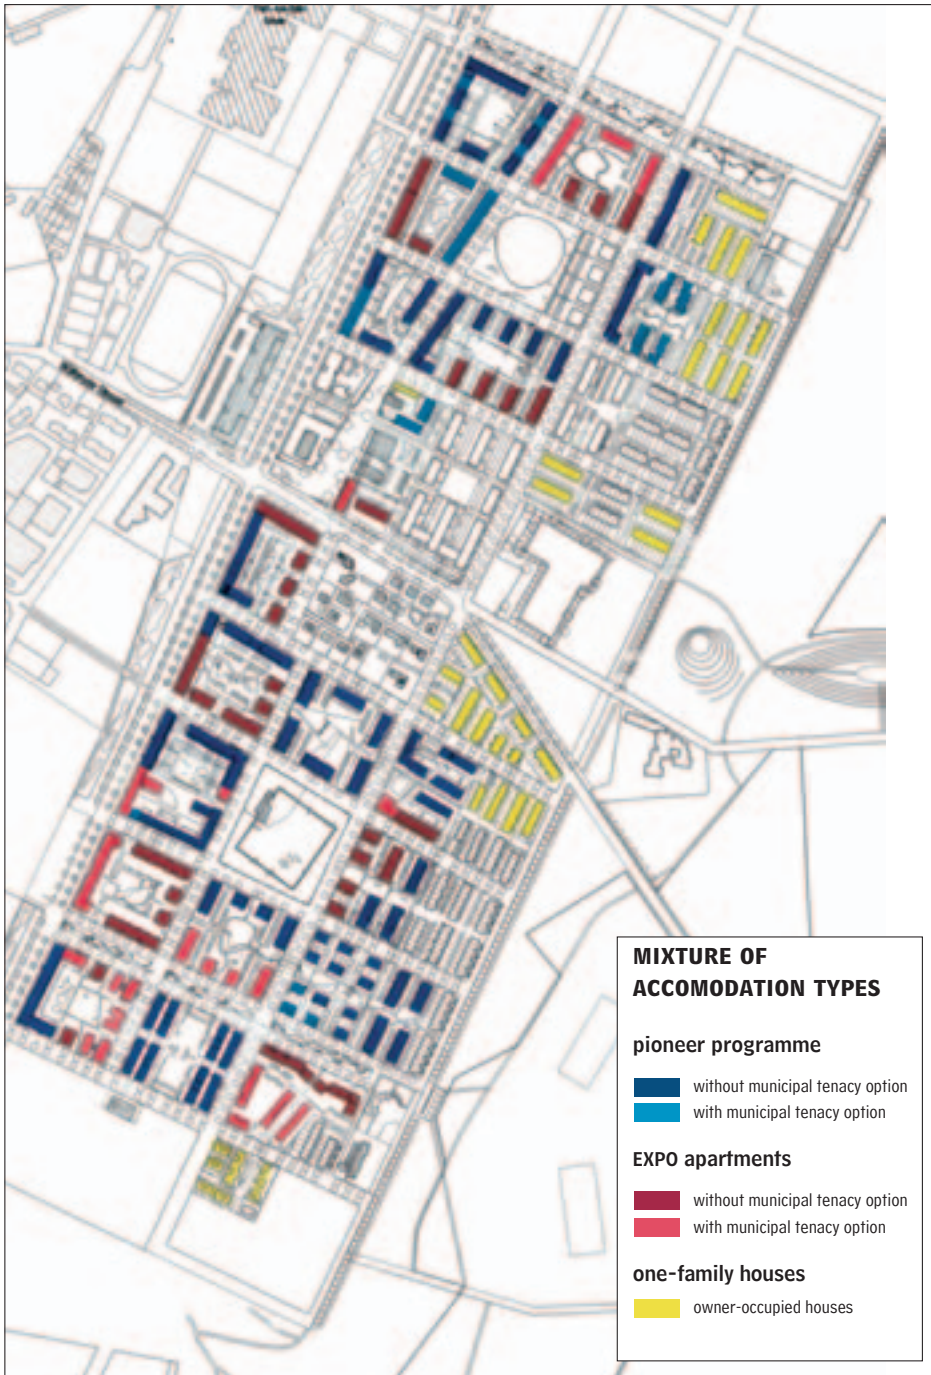 MIXTURE OF
ACCOMODATION TYPES
pioneer programme
without municipal tenacy option
with municipal tenacy option
EXPO apartments
without municipal tenacy option
with municipal tenacy option
one-family houses
owner-occupied houses